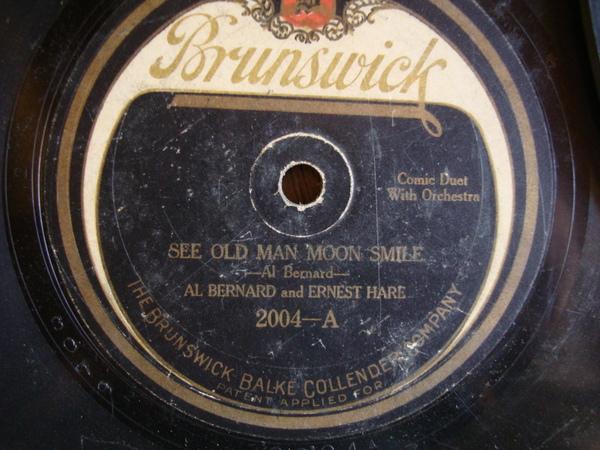 Brunswick
Comic Duet
With Orchestra
SEE OLD MAN MOON SMILE
—Al Bernard—
AL BERNARD and ERNEST HARE
2004—A
THE BRUNSWICK BALKE COLLENDER COMPANY
PATENT APPLIED FOR